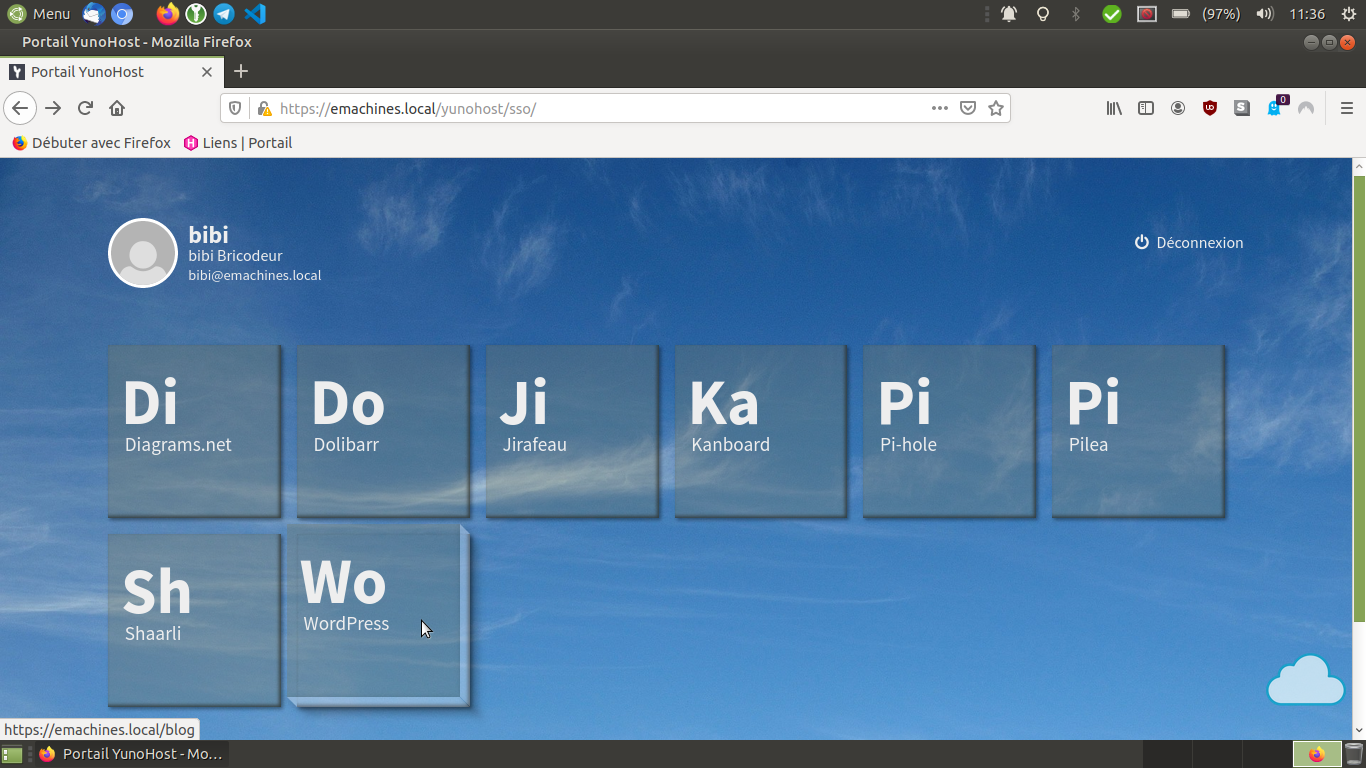 Menu
(97%)
11:36
Portail YunoHost - Mozilla Firefox
Portail YunoHost
https://emachines.local/yunohost/sso/
UD
S
0
Débuter avec Firefox
Liens | Portail
bibi
bibi Bricodeur
bibi@emachines.local
Déconnexion
Di
Diagrams.net
Do
Dolibarr
Ji
Jirafeau
Ka
Kanboard
Pi
Pi-hole
Pi
Pilea
Sh
Shaarli
Wo
WordPress
https://emachines.local/blog
Portail YunoHost - Mo...